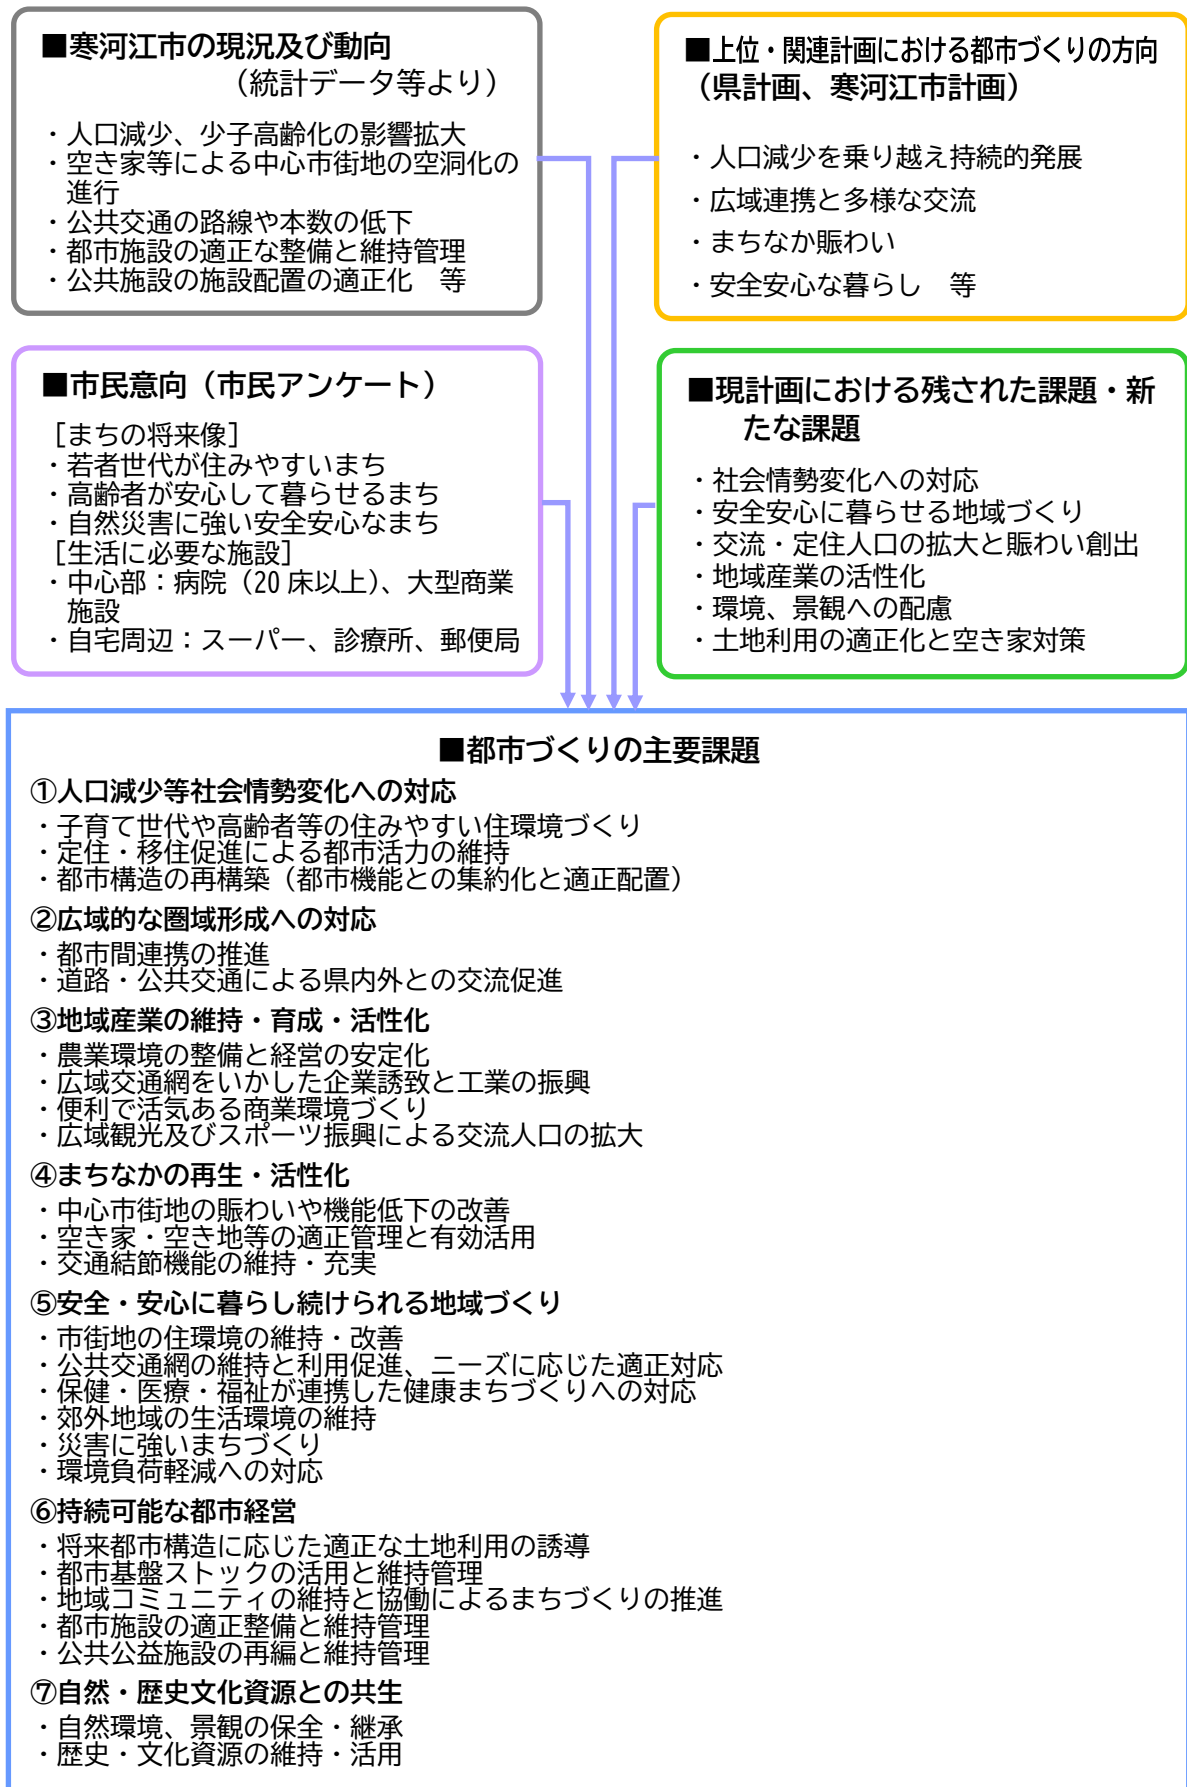 ■寒河江市の現況及び動向
（統計データ等より）
・人口減少、少子高齢化の影響拡大
・空き家等による中心市街地の空洞化の
進行
・公共交通の路線や本数の低下
・都市施設の適正な整備と維持管理
・公共施設の施設配置の適正化　等
■上位・関連計画における都市づくりの方向
（県計画、寒河江市計画）
・人口減少を乗り越え持続的発展
・広域連携と多様な交流
・まちなか賑わい
・安全安心な暮らし　等
■市民意向（市民アンケート）
［まちの将来像］
・若者世代が住みやすいまち
・高齢者が安心して暮らせるまち
・自然災害に強い安全安心なまち
［生活に必要な施設］
・中心部：病院（20 床以上）、大型商業
施設
・自宅周辺：スーパー、診療所、郵便局
■現計画における残された課題・新
たな課題
・社会情勢変化への対応
・安全安心に暮らせる地域づくり
・交流・定住人口の拡大と賑わい創出
・地域産業の活性化
・環境、景観への配慮
・土地利用の適正化と空き家対策
■都市づくりの主要課題
①人口減少等社会情勢変化への対応
・子育て世代や高齢者等の住みやすい住環境づくり
・定住・移住促進による都市活力の維持
・都市構造の再構築（都市機能との集約化と適正配置）
②広域的な圏域形成への対応
・都市間連携の推進
・道路・公共交通による県内外との交流促進
③地域産業の維持・育成・活性化
・農業環境の整備と経営の安定化
・広域交通網をいかした企業誘致と工業の振興
・便利で活気ある商業環境づくり
・広域観光及びスポーツ振興による交流人口の拡大
④まちなかの再生・活性化
・中心市街地の賑わいや機能低下の改善
・空き家・空き地等の適正管理と有効活用
・交通結節機能の維持・充実
⑤安全・安心に暮らし続けられる地域づくり
・市街地の住環境の維持・改善
・公共交通網の維持と利用促進、ニーズに応じた適正対応
・保健・医療・福祉が連携した健康まちづくりへの対応
・郊外地域の生活環境の維持
・災害に強いまちづくり
・環境負荷軽減への対応
⑥持続可能な都市経営
・将来都市構造に応じた適正な土地利用の誘導
・都市基盤ストックの活用と維持管理
・地域コミュニティの維持と協働によるまちづくりの推進
・都市施設の適正整備と維持管理
・公共公益施設の再編と維持管理
⑦自然・歴史文化資源との共生
・自然環境、景観の保全・継承
・歴史・文化資源の維持・活用